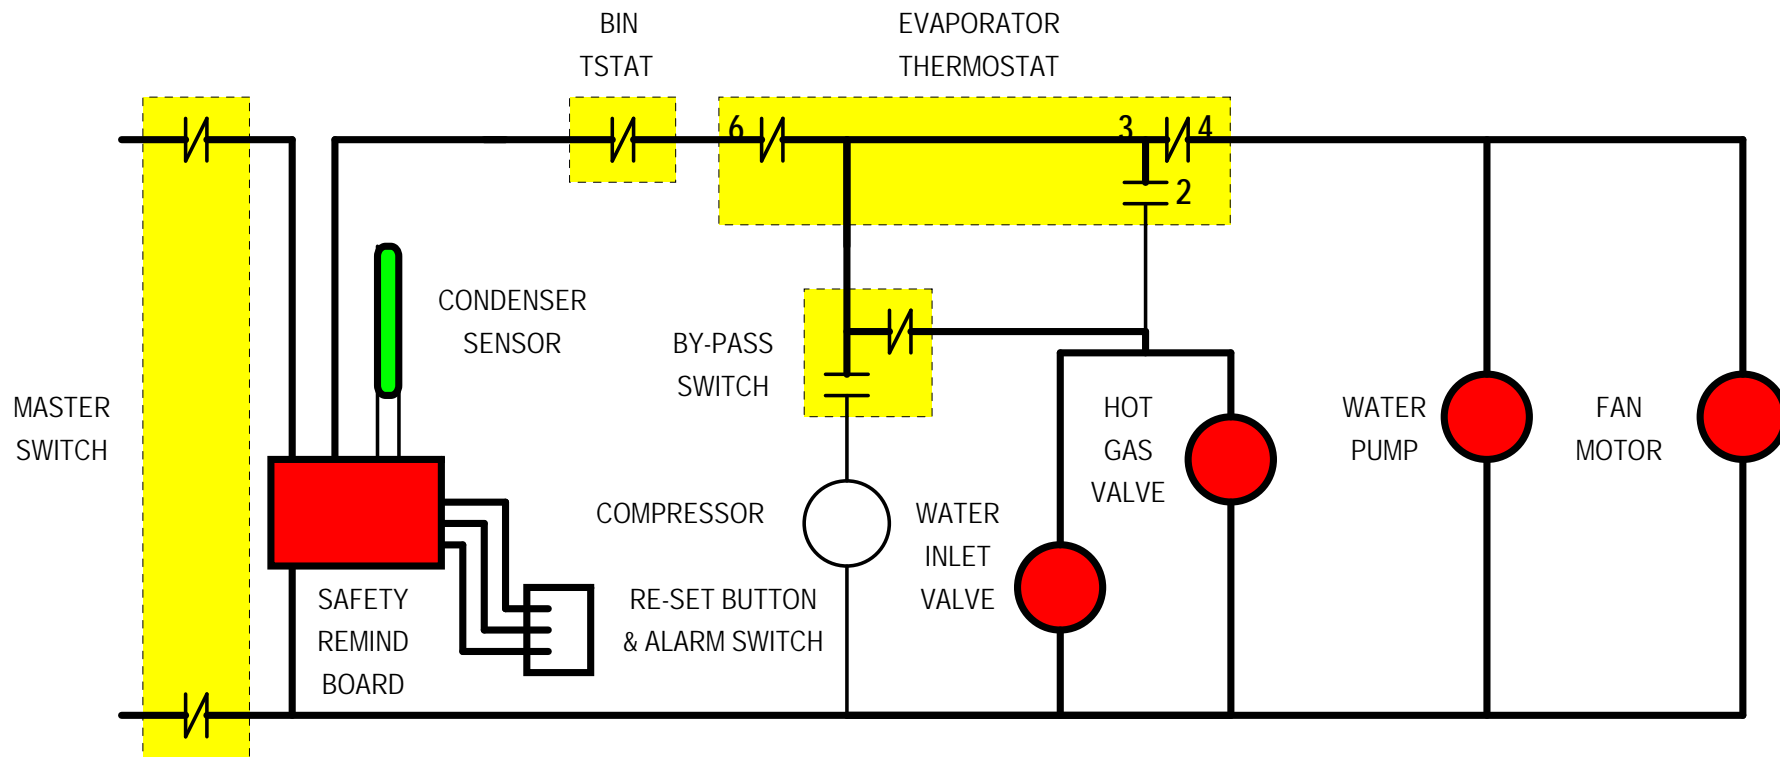 BIN
TSTAT
EVAPORATOR
THERMOSTAT
6
3
4
2
CONDENSER
SENSOR
BY-PASS
SWITCH
MASTER
SWITCH
HOT
GAS
VALVE
WATER
PUMP
FAN
MOTOR
COMPRESSOR
WATER
INLET
VALVE
SAFETY
REMIND
BOARD
RE-SET BUTTON
& ALARM SWITCH